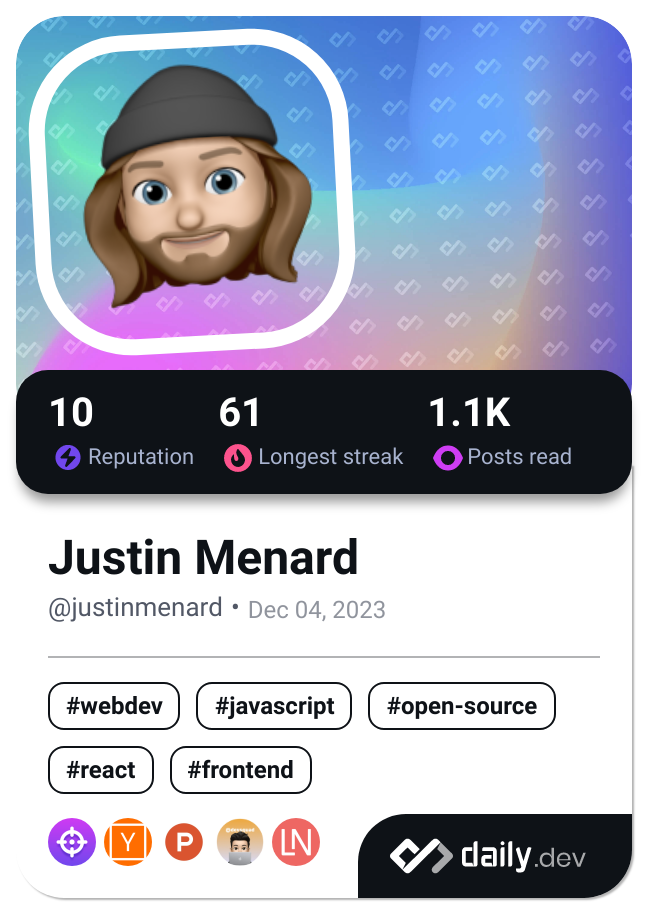 10 61 1.1K
Reputation Longest streak Posts read
Justin Menard
@justinmenard • Dec 04, 2023
#webdev #javascript #open-source
#react #frontend
Y P LN
daily.dev